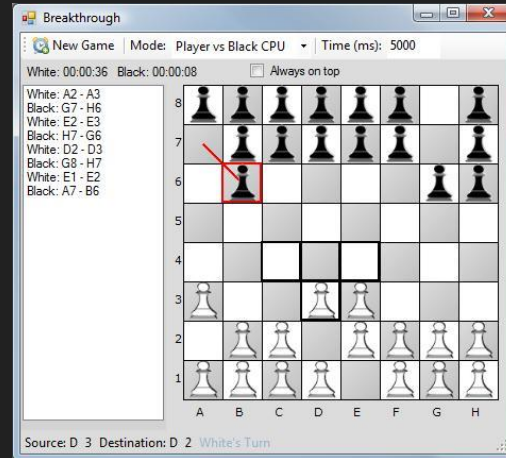 Breakthrough
New Game Mode: Player vs Black CPU Time (ms): 5000
White: 00:00:36 Black: 00:00:08 Always on top
White: A2 - A3
Black: G7 - H6
White: E2 - E3
Black: H7 - G6
White: D2 - D3
Black: G8 - H7
White: E1 - E2
Black: A7 - B6
8
7
6
5
4
3
2
1
A B C D E F G H
Source: D 3 Destination: D 2 White's Turn